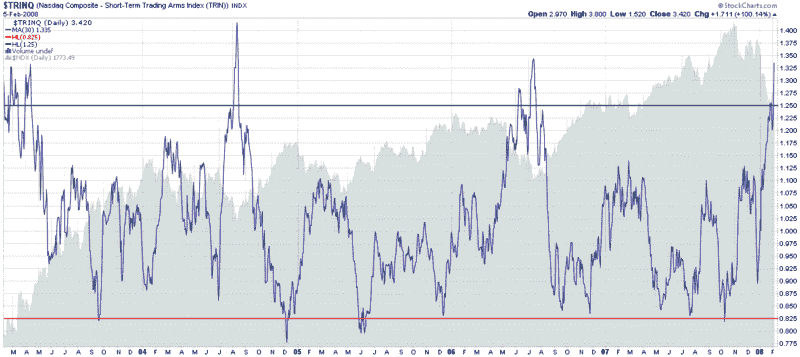 $TRINQ (Nasdaq Composite - Short-Term Trading Arms Index (TRIN)) INDX
© StockCharts.com
5-Feb-2008
Open 2.970 High 3.800 Low 1.520 Close 3.420 Chg +1.711 (+100.14%)
$TRINQ (Daily) 3.420
MA(30) 1.335
HL(0.825)
HL(1.25)
Volume undef
$NDX (Daily) 1773.49
1.400
1.375
1.350
1.325
1.300
1.275
1.250
1.225
1.200
1.175
1.150
1.125
1.100
1.075
1.050
1.025
1.000
0.975
0.950
0.925
0.900
0.875
0.850
0.825
0.800
0.775
M A M J J A S O N D 04 F M A M J J A S O N D 05 F M A M J J A S O N D 06 F M A M J J A S O N D 07 F M A M J J A S O N D 08 F